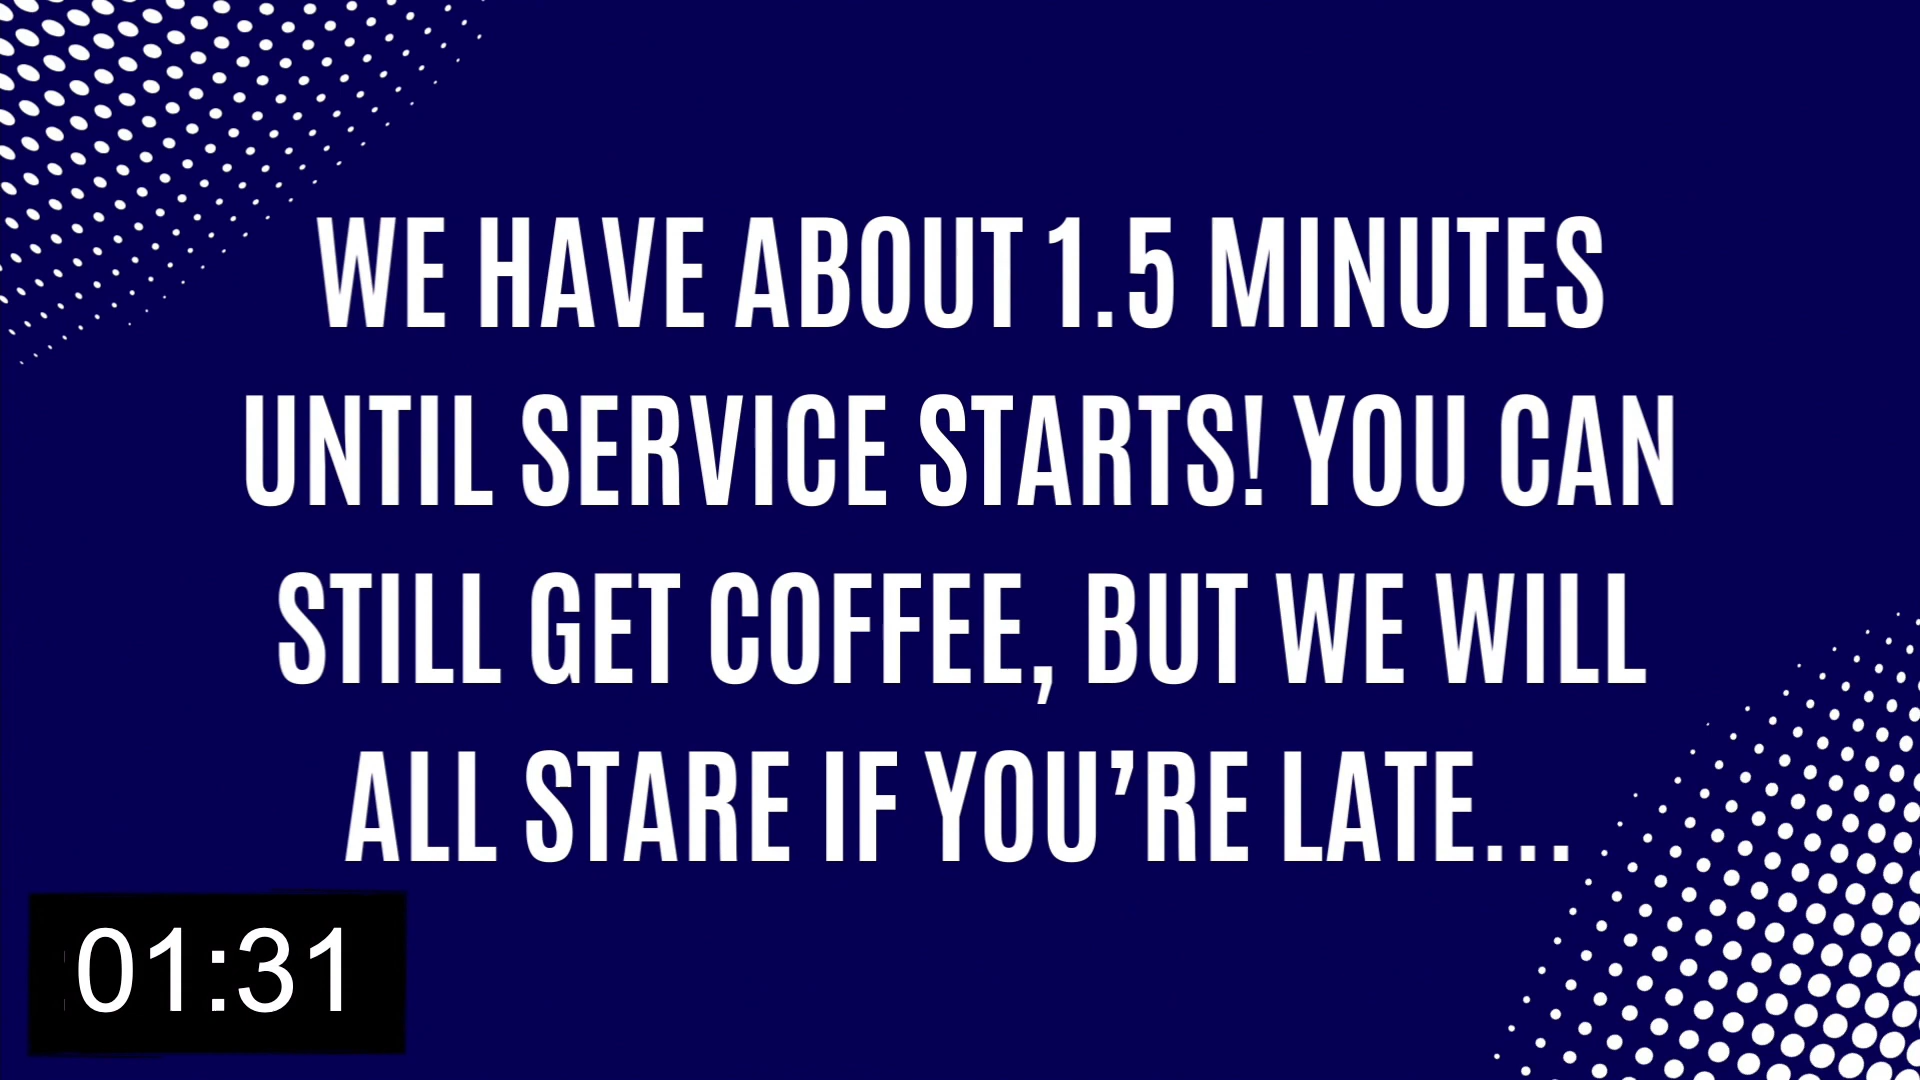 WE HAVE ABOUT 1.5 MINUTES
UNTIL SERVICE STARTS! YOU CAN
STILL GET COFFEE, BUT WE WILL
ALL STARE IF YOU’RE LATE...
01:31